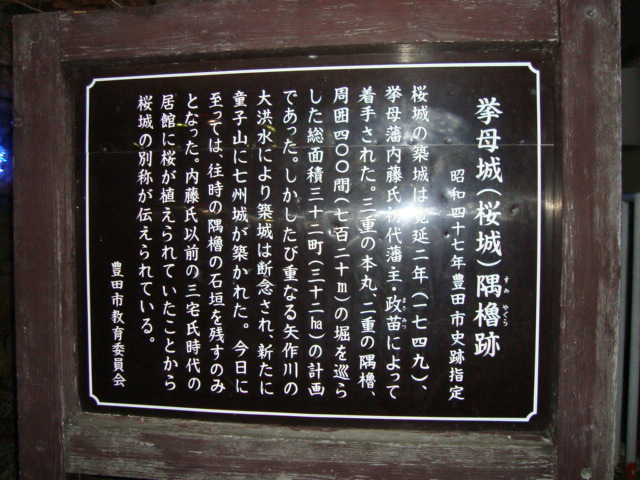 挙母城(桜城)隅櫓跡
すみ やぐら
昭和四十七年豊田市史跡指定
桜城の築城は寛延二年(一七四九)、
挙母藩内藤氏初代藩主・政苗によって
着手された。三重の本丸、二重の隅櫓、
周囲四〇〇間(七百二十m)の堀を巡ら
した総面積三十二町(三十二ha)の計画
であった。しかしたび重なる矢作川の
大洪水により築城は断念され、新たに
童子山に七州城が築かれた。今日に
至っては、往時の隅櫓の石垣を残すのみ
となった。内藤氏以前の三宅氏時代の
居館に桜が植えられていたことから
桜城の別称が伝えられている。
豊田市教育委員会